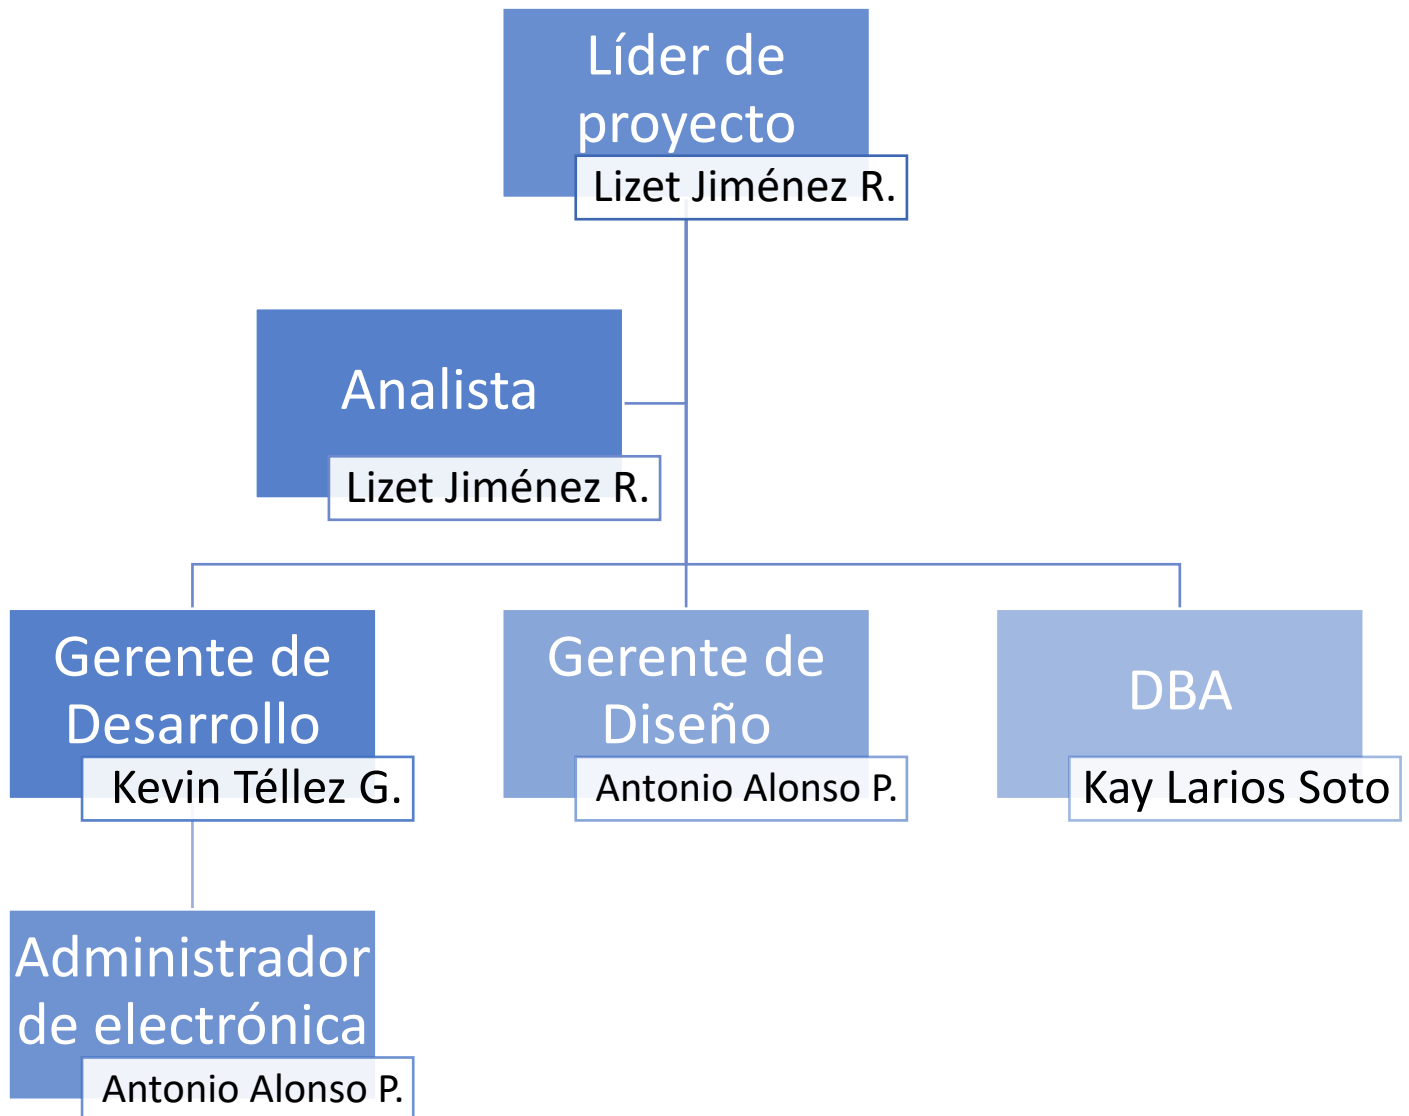 Líder de
proyecto
Lizet Jiménez R.
Analista
Lizet Jiménez R.
Gerente de
Desarrollo
Kevin Téllez G.
Gerente de
Diseño
Antonio Alonso P.
DBA
Kay Larios Soto
Administrador
de electrónica
Antonio Alonso P.